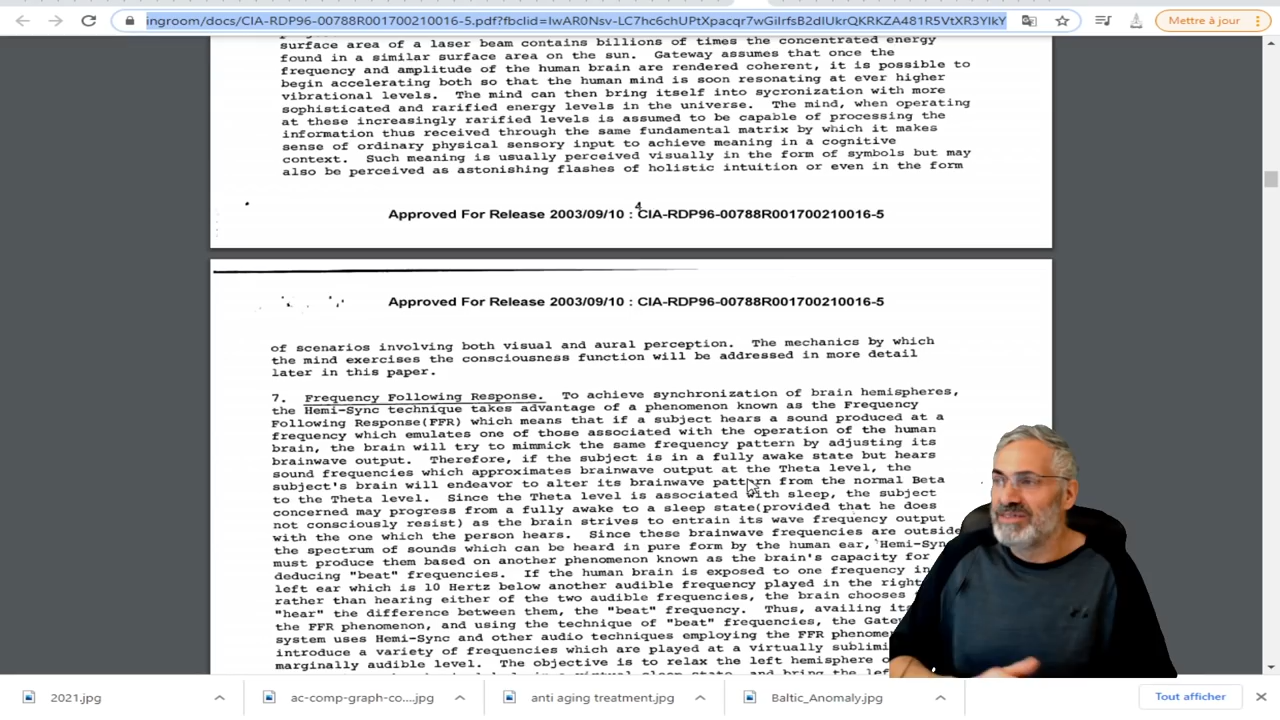 ingroom/docs/CIA-RDP96-00788R001700210016-5.pdf?fbclid=IwAR0Nsv-LC7hc6chUPtXpacqr7wGiIrfsB2dIUkrQKRKZA481R5VtXR3YIkY
Mettre à jour
surface area of a laser beam contains billions of times the concentrated energy
found in a similar surface area on the sun. Gateway assumes that once the
frequency and amplitude of the human brain are rendered coherent, it is possible to
begin accelerating both so that the human mind is soon resonating at ever higher
vibrational levels. The mind can then bring itself into sycronization with more
sophisticated and rarified energy levels in the universe. The mind, when operating
at these increasingly rarified levels is assumed to be capable of processing the
information thus received through the same fundamental matrix by which it makes
sense of ordinary physical sensory input to achieve meaning in a cognitive
context. Such meaning is usually perceived visually in the form of symbols but may
also be perceived as astonishing flashes of holistic intuition or even in the form
4
Approved For Release 2003/09/10 : CIA-RDP96-00788R001700210016-5
Approved For Release 2003/09/10 : CIA-RDP96-00788R001700210016-5
of scenarios involving both visual and aural perception. The mechanics by which
the mind exercises the consciousness function will be addressed in more detail
later in this paper.
7. Frequency Following Response. To achieve synchronization of brain hemispheres,
the Hemi-Sync technique takes advantage of a phenomenon known as the Frequency
Following Response(FFR) which means that if a subject hears a sound produced at a
frequency which emulates one of those associated with the operation of the human
brain, the brain will try to mimmick the same frequency pattern by adjusting its
brainwave output. Therefore, if the subject is in a fully awake state but hears
sound frequencies which approximates brainwave output at the Theta level, the
subject's brain will endeavor to alter its brainwave pattern from the normal Beta
to the Theta level. Since the Theta level is associated with sleep, the subject
concerned may progress from a fully awake to a sleep state(provided that he does
not consciously resist) as the brain strives to entrain its wave frequency output
with the one which the person hears. Since these brainwave frequencies are outside
the spectrum of sounds which can be heard in pure form by the human ear, Hemi-Sync
must produce them based on another phenomenon known as the brain's capacity for
deducing "beat" frequencies. If the human brain is exposed to one frequency in
left ear which is 10 Hertz below another audible frequency played in the right
rather than hearing either of the two audible frequencies, the brain chooses
"hear" the difference between them, the "beat" frequency. Thus, availing
the FFR phenomenon, and using the technique of "beat" frequencies, the
system uses Hemi-Sync and other audio techniques employing the FFR
introduce a variety of frequencies which are played at a virtually
marginally audible level. The objective is to relax the left hemisphere
2021.jpg
ac-comp-graph-co....jpg
anti aging treatment.jpg
Baltic_Anomaly.jpg
Tout afficher